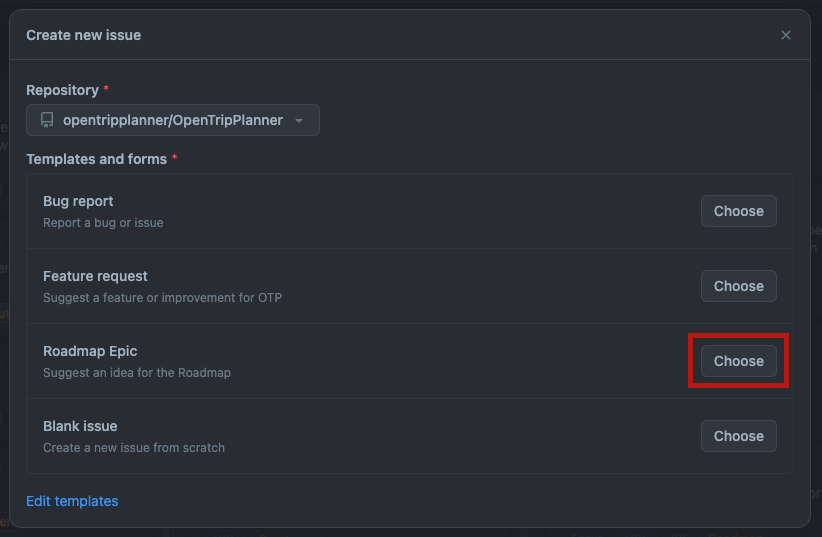 Create new issue
Repository *
opentripplanner/OpenTripPlanner
Templates and forms *
Bug report
Report a bug or issue
Choose
Feature request
Suggest a feature or improvement for OTP
Choose
Roadmap Epic
Suggest an idea for the Roadmap
Choose
Blank issue
Create a new issue from scratch
Choose
Edit templates